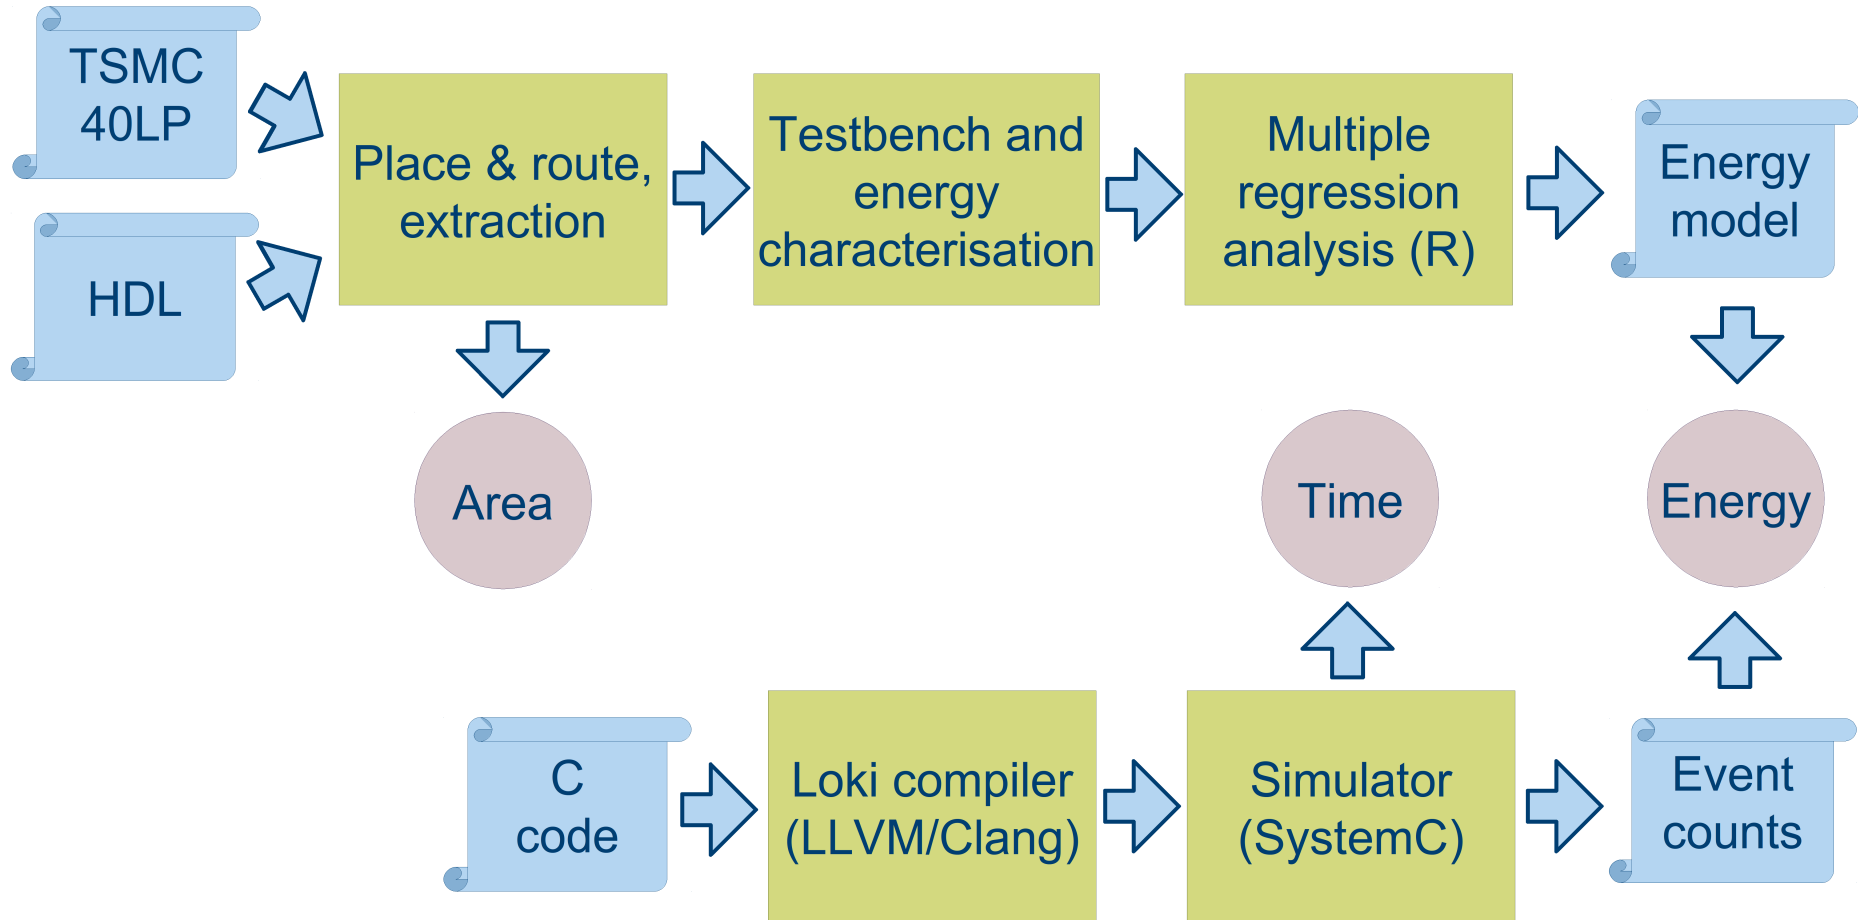 TSMC
40LP
HDL
Place & route,
extraction
Testbench and
energy
characterisation
Multiple
regression
analysis (R)
Energy
model
Area
Time
Energy
C
code
Loki compiler
(LLVM/Clang)
Simulator
(SystemC)
Event
counts